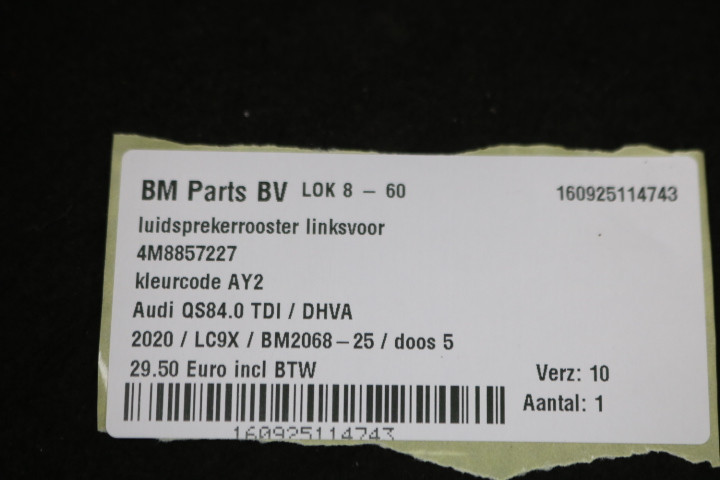 BM Parts BV LOK 8 - 60 160925114743
luidsprekerrooster linksvoor
4M8857227
kleurcode AY2
Audi QS84.0 TDI / DHVA
2020 / LC9X / BM2068-25 / doos 5
29.50 Euro incl BTW Verz: 10
Aantal: 1
160925114743